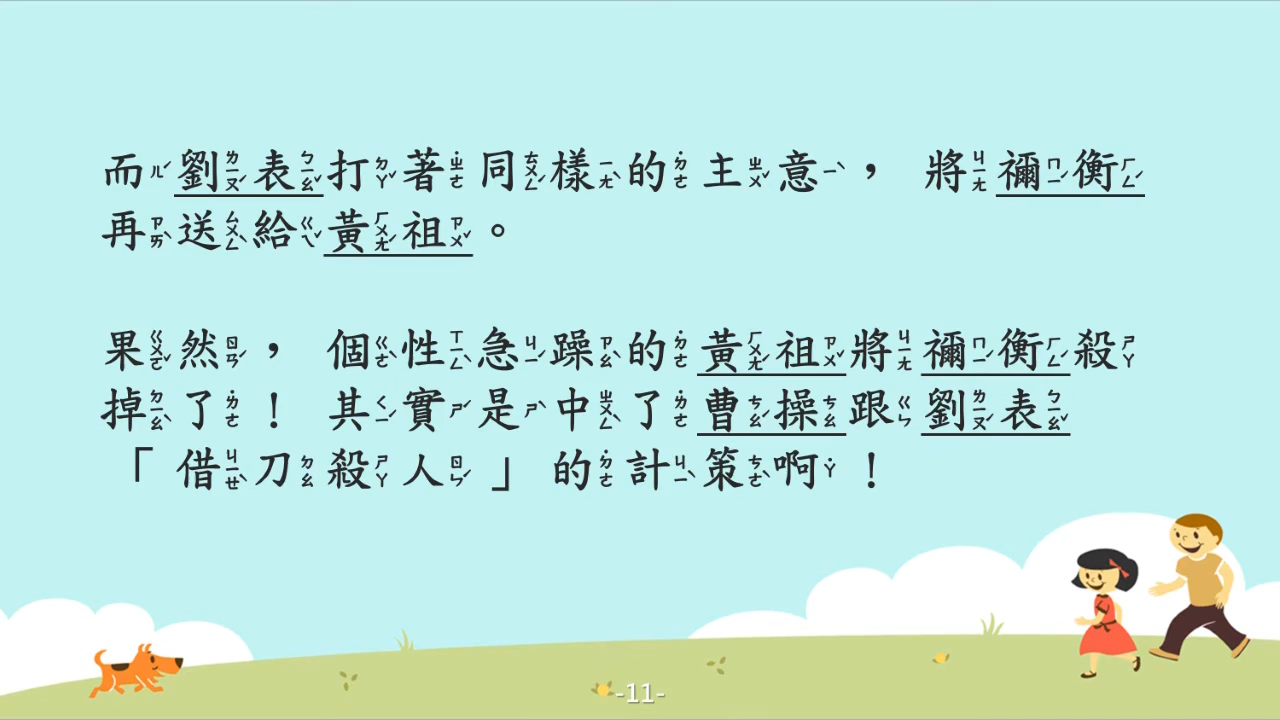 而劉表打著同樣的主意，將禰衡
再送給黃祖。
果然，個性急躁的黃祖將禰衡殺
掉了！其實是中了曹操跟劉表
「借刀殺人」的計策啊！
-11-